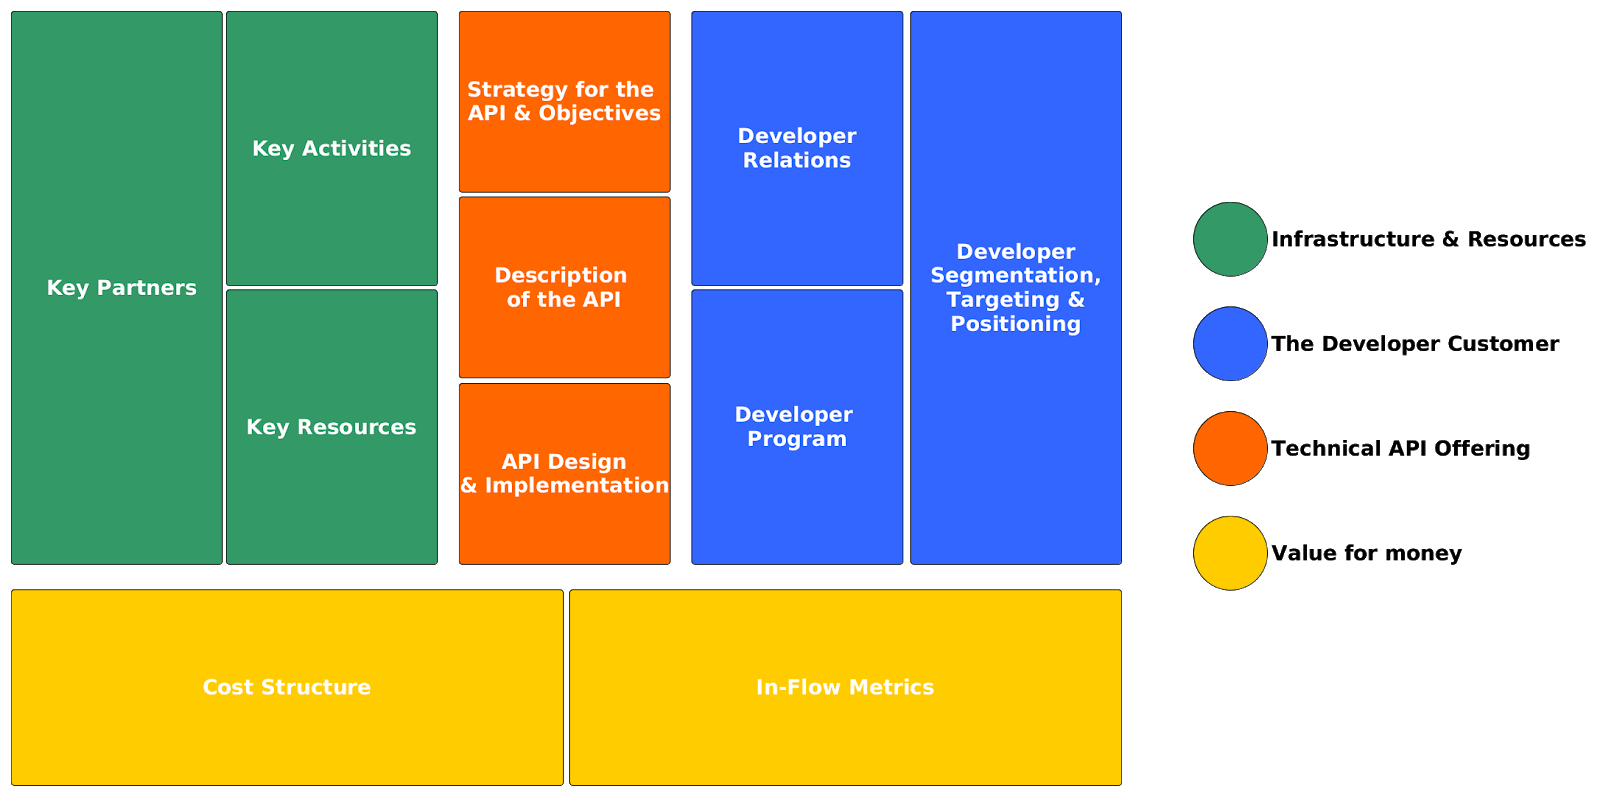 Key Partners
Key Activities
Key Resources
Strategy for the
API & Objectives
Description
of the API
API Design
& Implementation
Developer
Relations
Developer
Program
Developer
Segmentation,
Targeting &
Positioning
Cost Structure
In-Flow Metrics
Infrastructure & Resources
The Developer Customer
Technical API Offering
Value for money